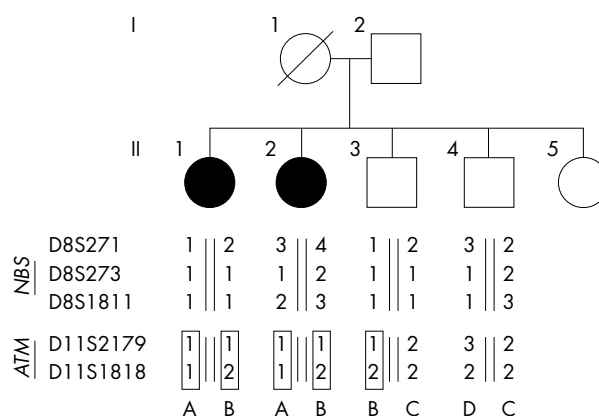 I 1 2
II 1 2 3 4 5
NBS
D8S271 1 2 3 4 1 2 3 2
D8S273 1 1 1 2 1 1 1 2
D8S1811 1 1 2 3 1 1 1 3
ATM
D11S2179 1 1 1 1 1 2 3 2
D11S1818 1 2 1 2 2 2 2 2
A B A B B C D C